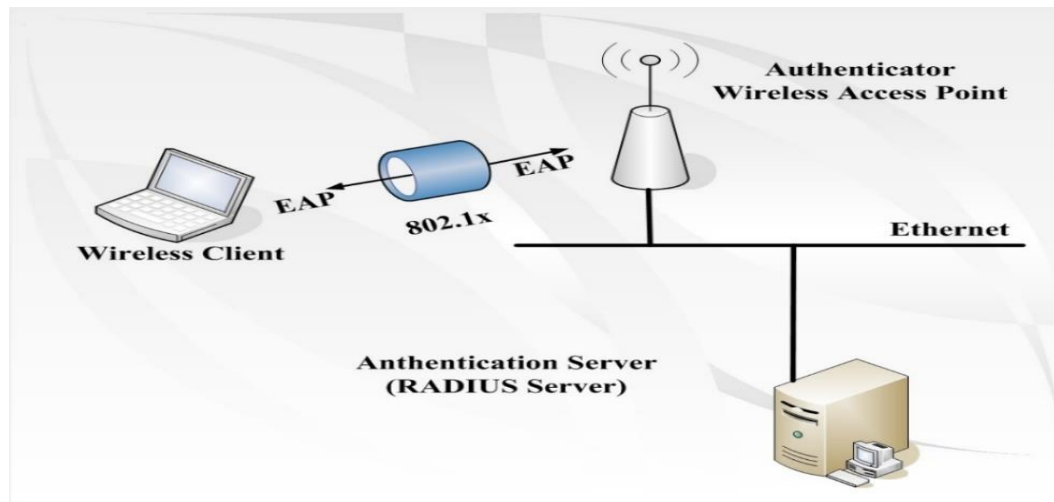 Authenticator
Wireless Access Point
EAP
EAP
802.1x
Wireless Client
Ethernet
Anthentication Server
(RADIUS Server)